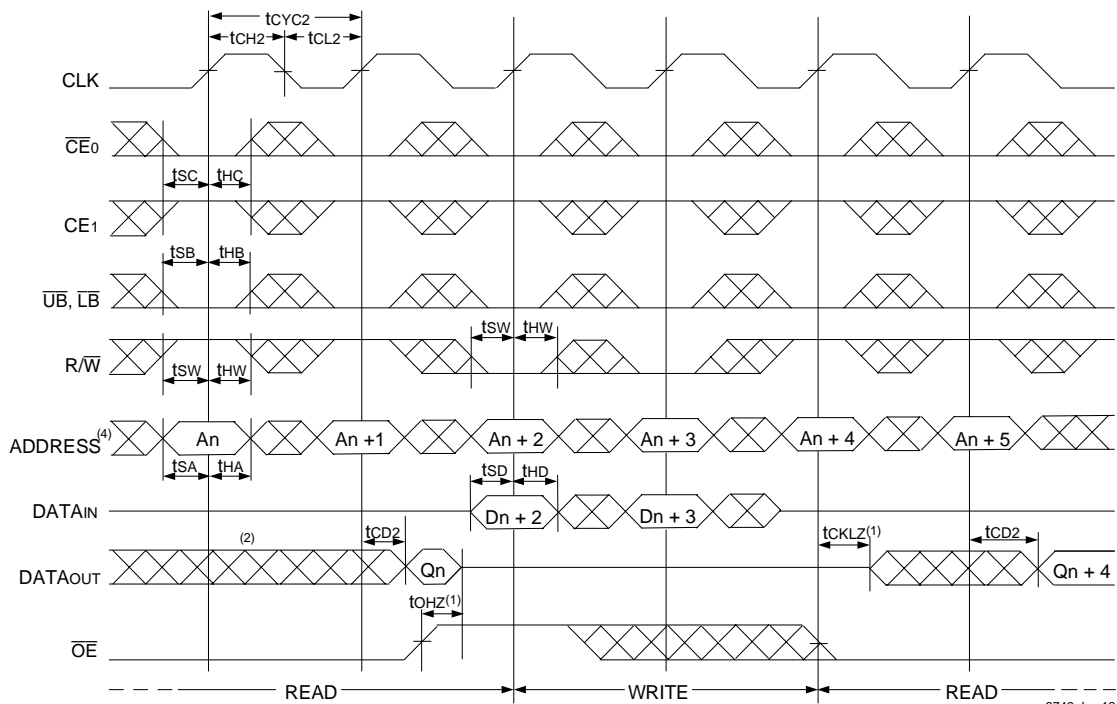 tCYC2
tCH2 tCL2
CLK
CE0
tSC tHC
CE1
tSB tHB
UB, LB
tSW tHW
R/W
tSW tHW
ADDRESS(4) An An +1 An + 2 An + 3 An + 4 An + 5
tSA tHA
tSD tHD
DATAIN Dn + 2 Dn + 3
(2) tCD2 tCKLZ(1) tCD2
DATAOUT Qn Qn + 4
tOHZ(1)
OE
READ WRITE READ